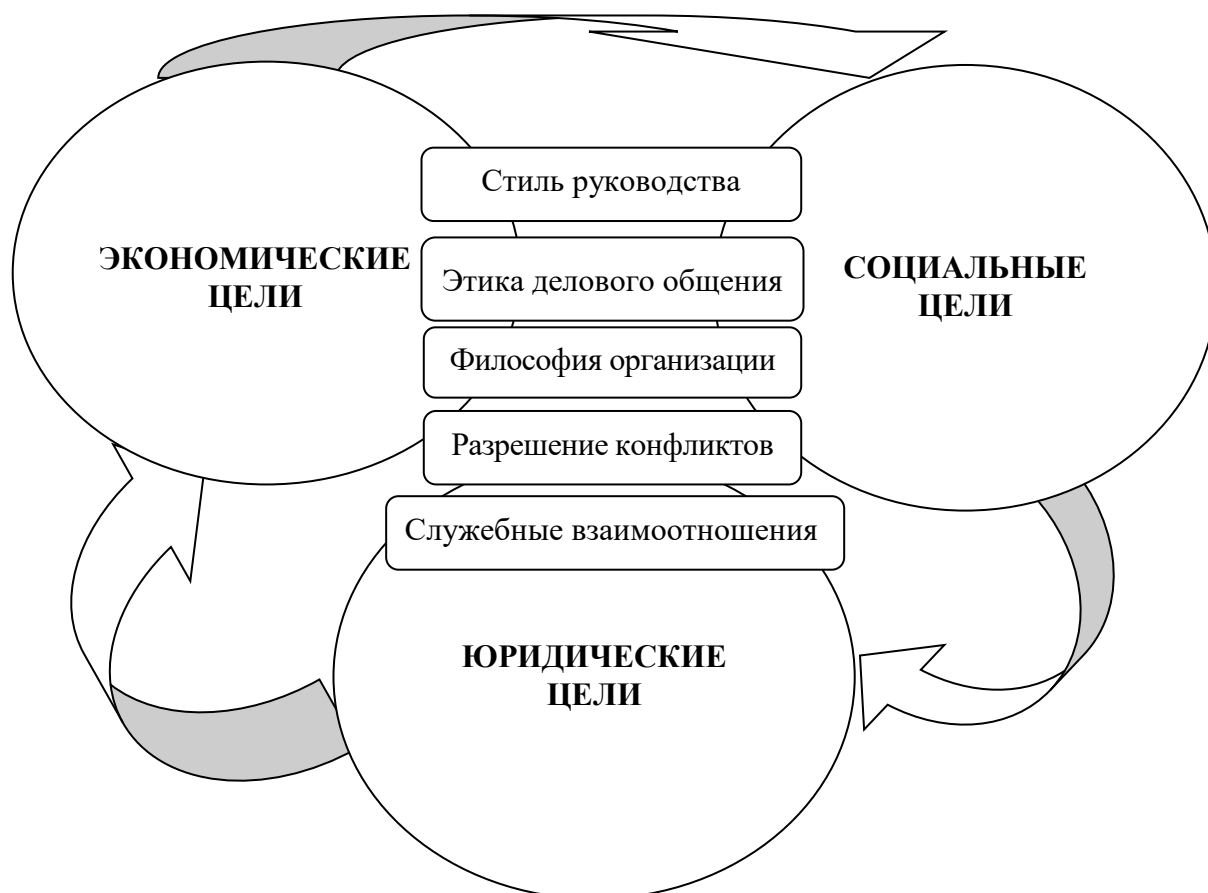 Стиль руководства
ЭКОНОМИЧЕСКИЕ
ЦЕЛИ
Этика делового общения
СОЦИАЛЬНЫЕ
ЦЕЛИ
Философия организации
Разрешение конфликтов
Служебные взаимоотношения
ЮРИДИЧЕСКИЕ
ЦЕЛИ